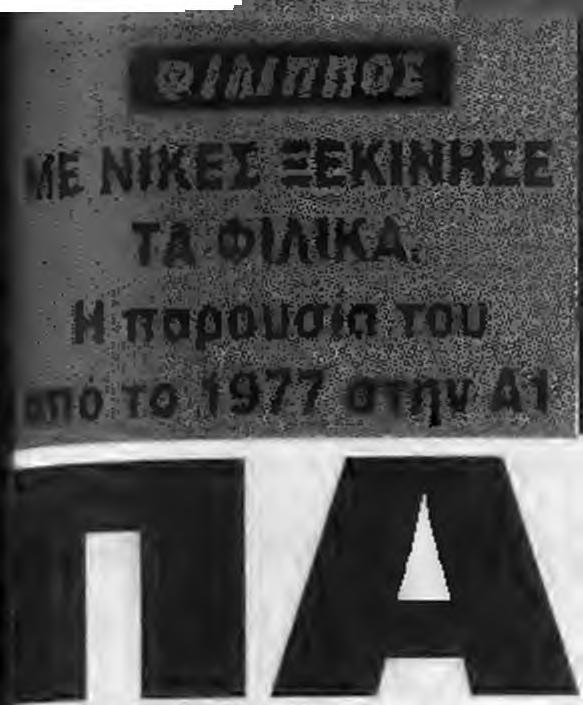 ΦΙΛΙΠΠΟΣ
ΜΕ ΝΙΚΕΣ ΞΕΚΙΝΗΣΕ
ΤΑ ΦΙΛΙΚΑ.
Η παρουσία του
από το 1977 στην Α1
ΠΑ